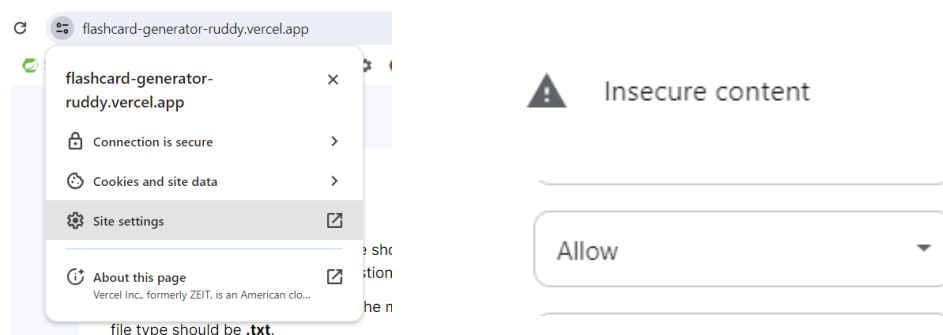 flashcard-generator-ruddy.vercel.app
flashcard-generator-
ruddy.vercel.app
Connection is secure
Cookies and site data
Site settings
About this page
Vercel Inc., formerly ZEIT, is an American clo...
file type should be .txt.
Insecure content
Allow